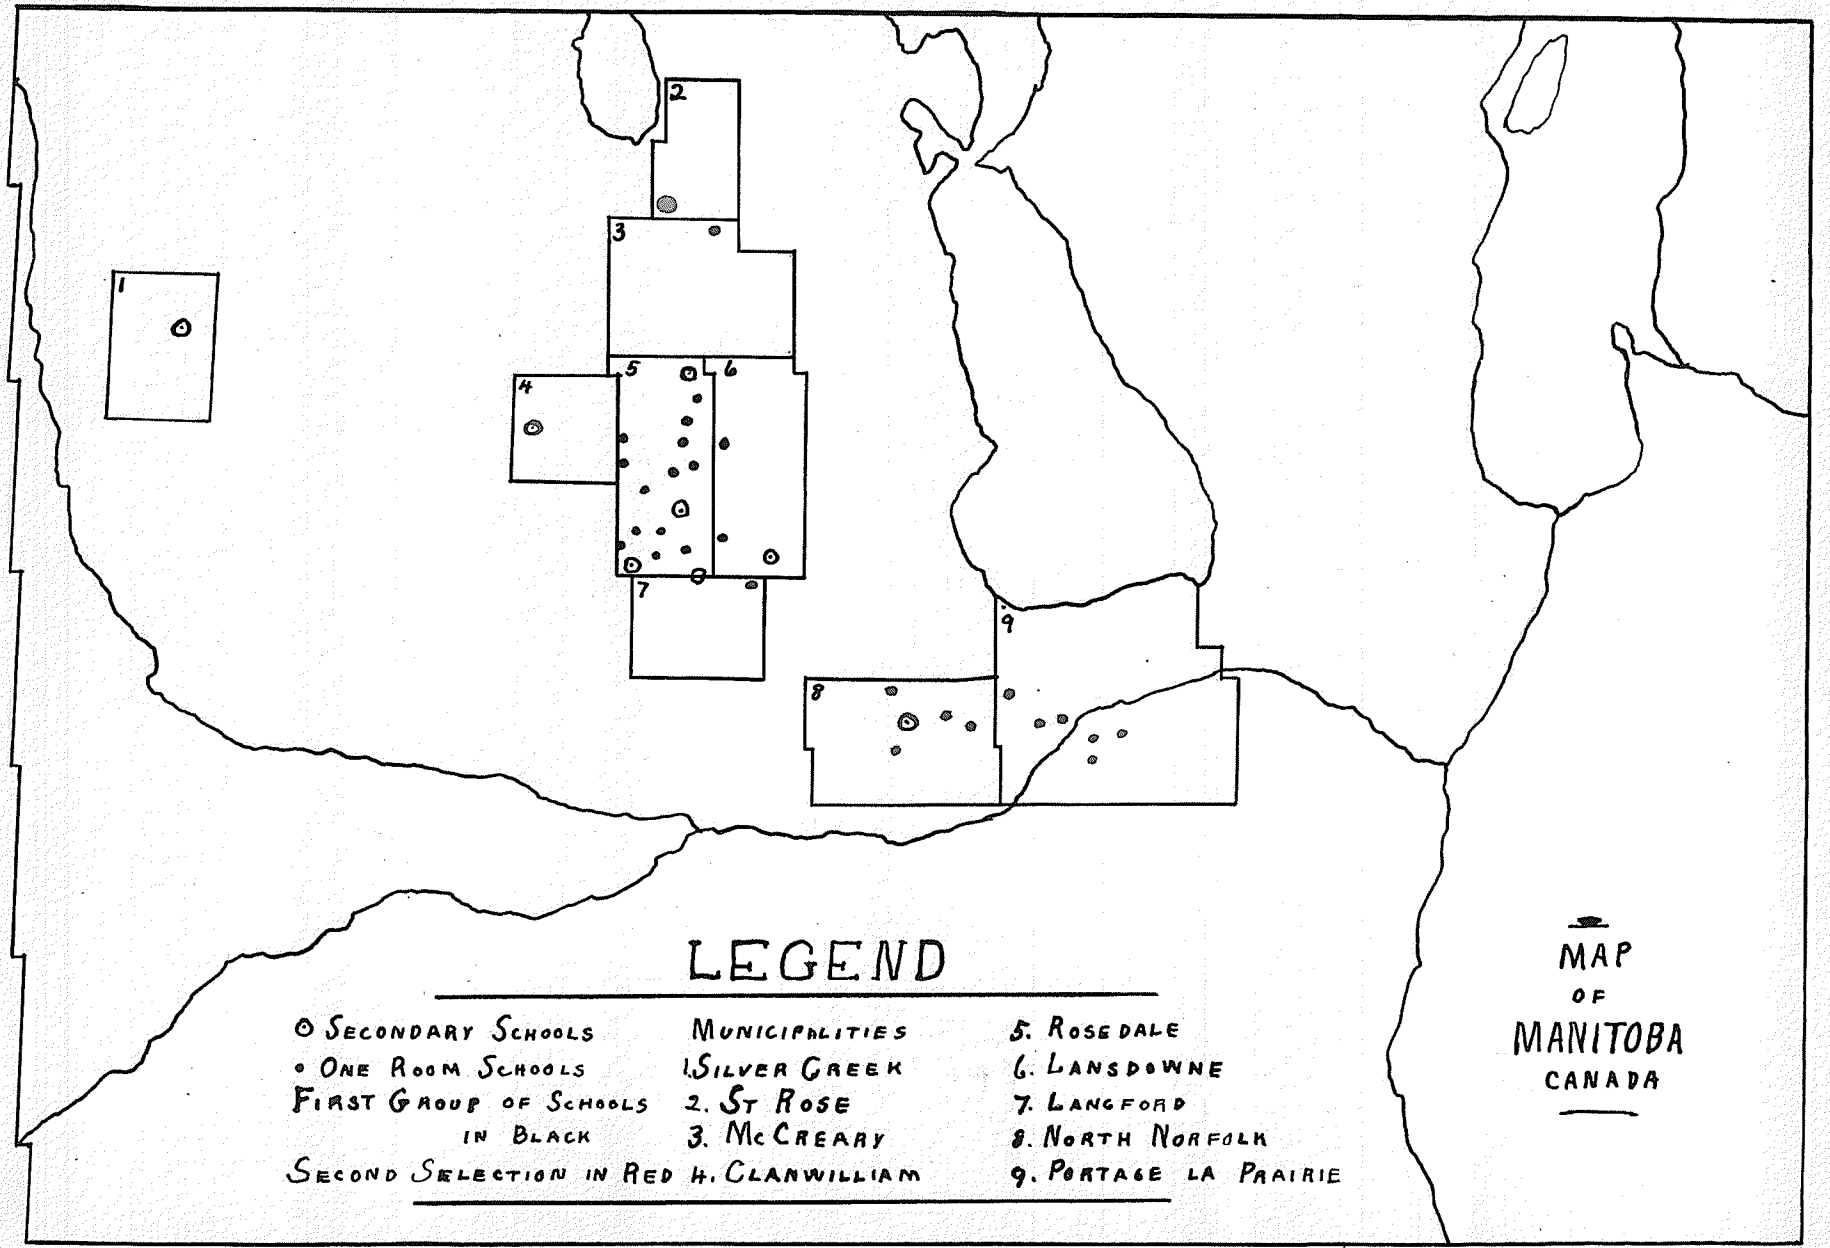 2
3
1
5
6
4
7
9
8
LEGEND
⊙ SECONDARY SCHOOLS
• ONE ROOM SCHOOLS
FIRST GROUP OF SCHOOLS
IN BLACK
SECOND SELECTION IN RED
MUNICIPALITIES
1. SILVER CREEK
2. ST ROSE
3. McCREARY
4. CLANWILLIAM
5. ROSEDALE
6. LANSDOWNE
7. LANGFORD
8. NORTH NORFOLK
9. PORTAGE LA PRAIRIE
MAP
OF
MANITOBA
CANADA